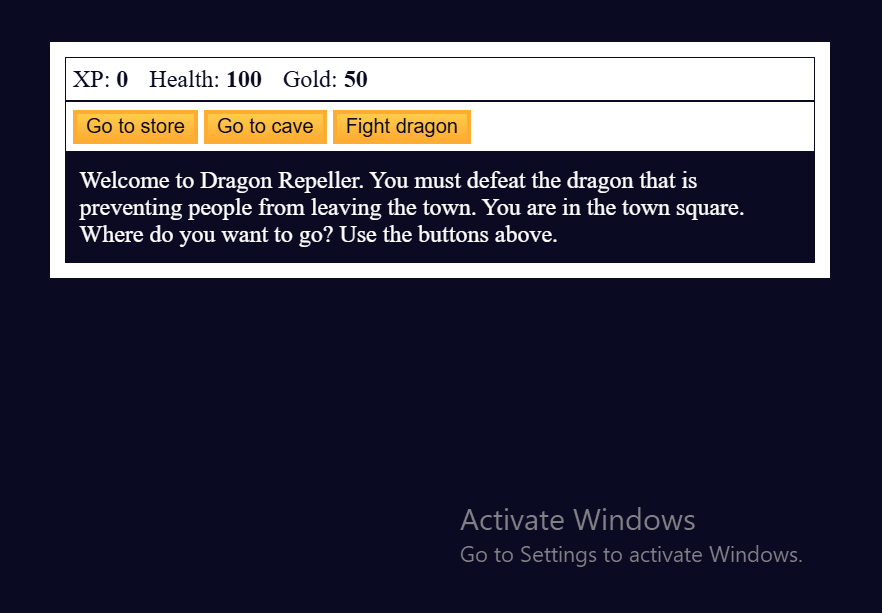 XP: 0 Health: 100 Gold: 50
Go to store Go to cave Fight dragon
Welcome to Dragon Repeller. You must defeat the dragon that is
preventing people from leaving the town. You are in the town square.
Where do you want to go? Use the buttons above.
Activate Windows
Go to Settings to activate Windows.